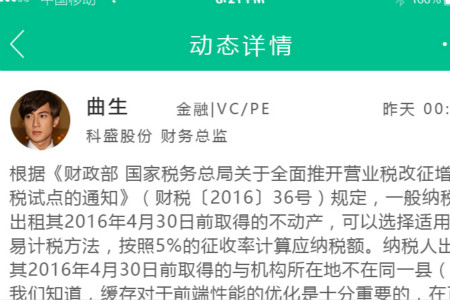 中国移动 8:21 PM 100%
动态详情
曲生 金融|VC/PE 昨天 00:
科盛股份 财务总监
根据《财政部 国家税务总局关于全面推开营业税改征增
税试点的通知》（财税〔2016〕36号）规定，一般纳税
出租其2016年4月30日前取得的不动产，可以选择适用
易计税方法，按照5%的征收率计算应纳税额。纳税人出
其2016年4月30日前取得的与机构所在地不在同一县（
我们知道，缓存对于前端性能的优化是十分重要的，在